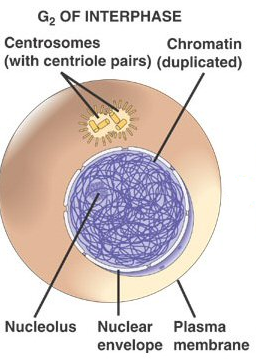 G₂ OF INTERPHASE
Centrosomes
(with centriole pairs)
Chromatin
(duplicated)
Nucleolus
Nuclear
envelope
Plasma
membrane